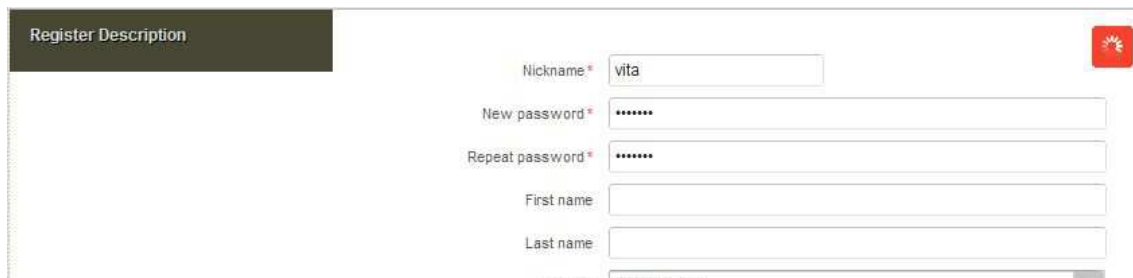 Register Description
Nickname* vita
New password* •••••••
Repeat password* •••••••
First name
Last name